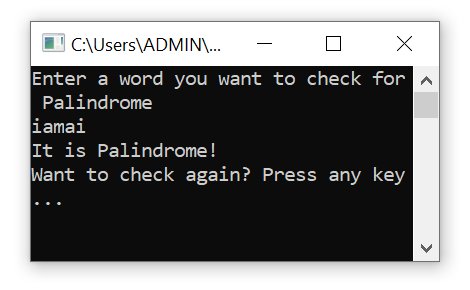 C:\Users\ADMIN\...
Enter a word you want to check for
Palindrome
iamai
It is Palindrome!
Want to check again? Press any key
...